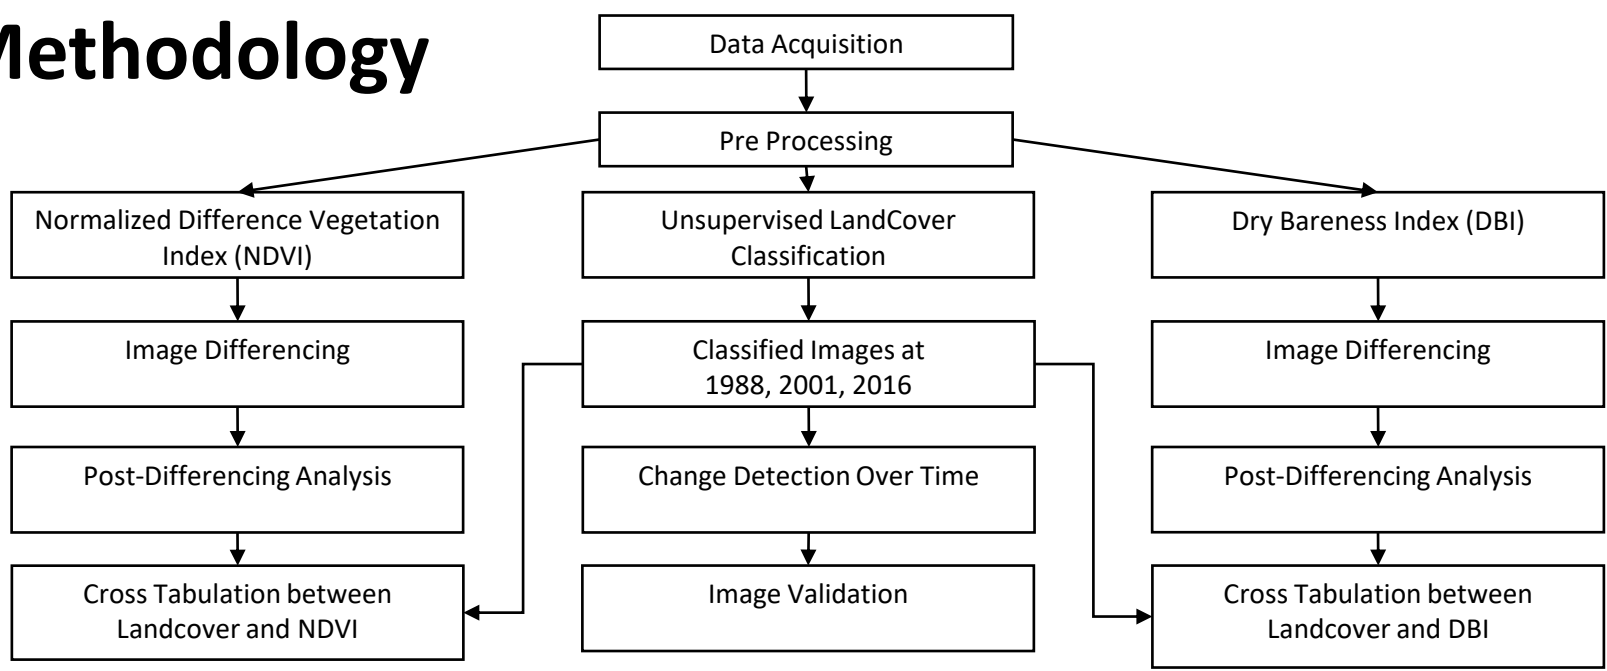 Methodology
Data Acquisition
Pre Processing
Normalized Difference Vegetation
Index (NDVI)
Unsupervised LandCover
Classification
Dry Bareness Index (DBI)
Image Differencing
Classified Images at
1988, 2001, 2016
Image Differencing
Post-Differencing Analysis
Change Detection Over Time
Post-Differencing Analysis
Cross Tabulation between
Landcover and NDVI
Image Validation
Cross Tabulation between
Landcover and DBI